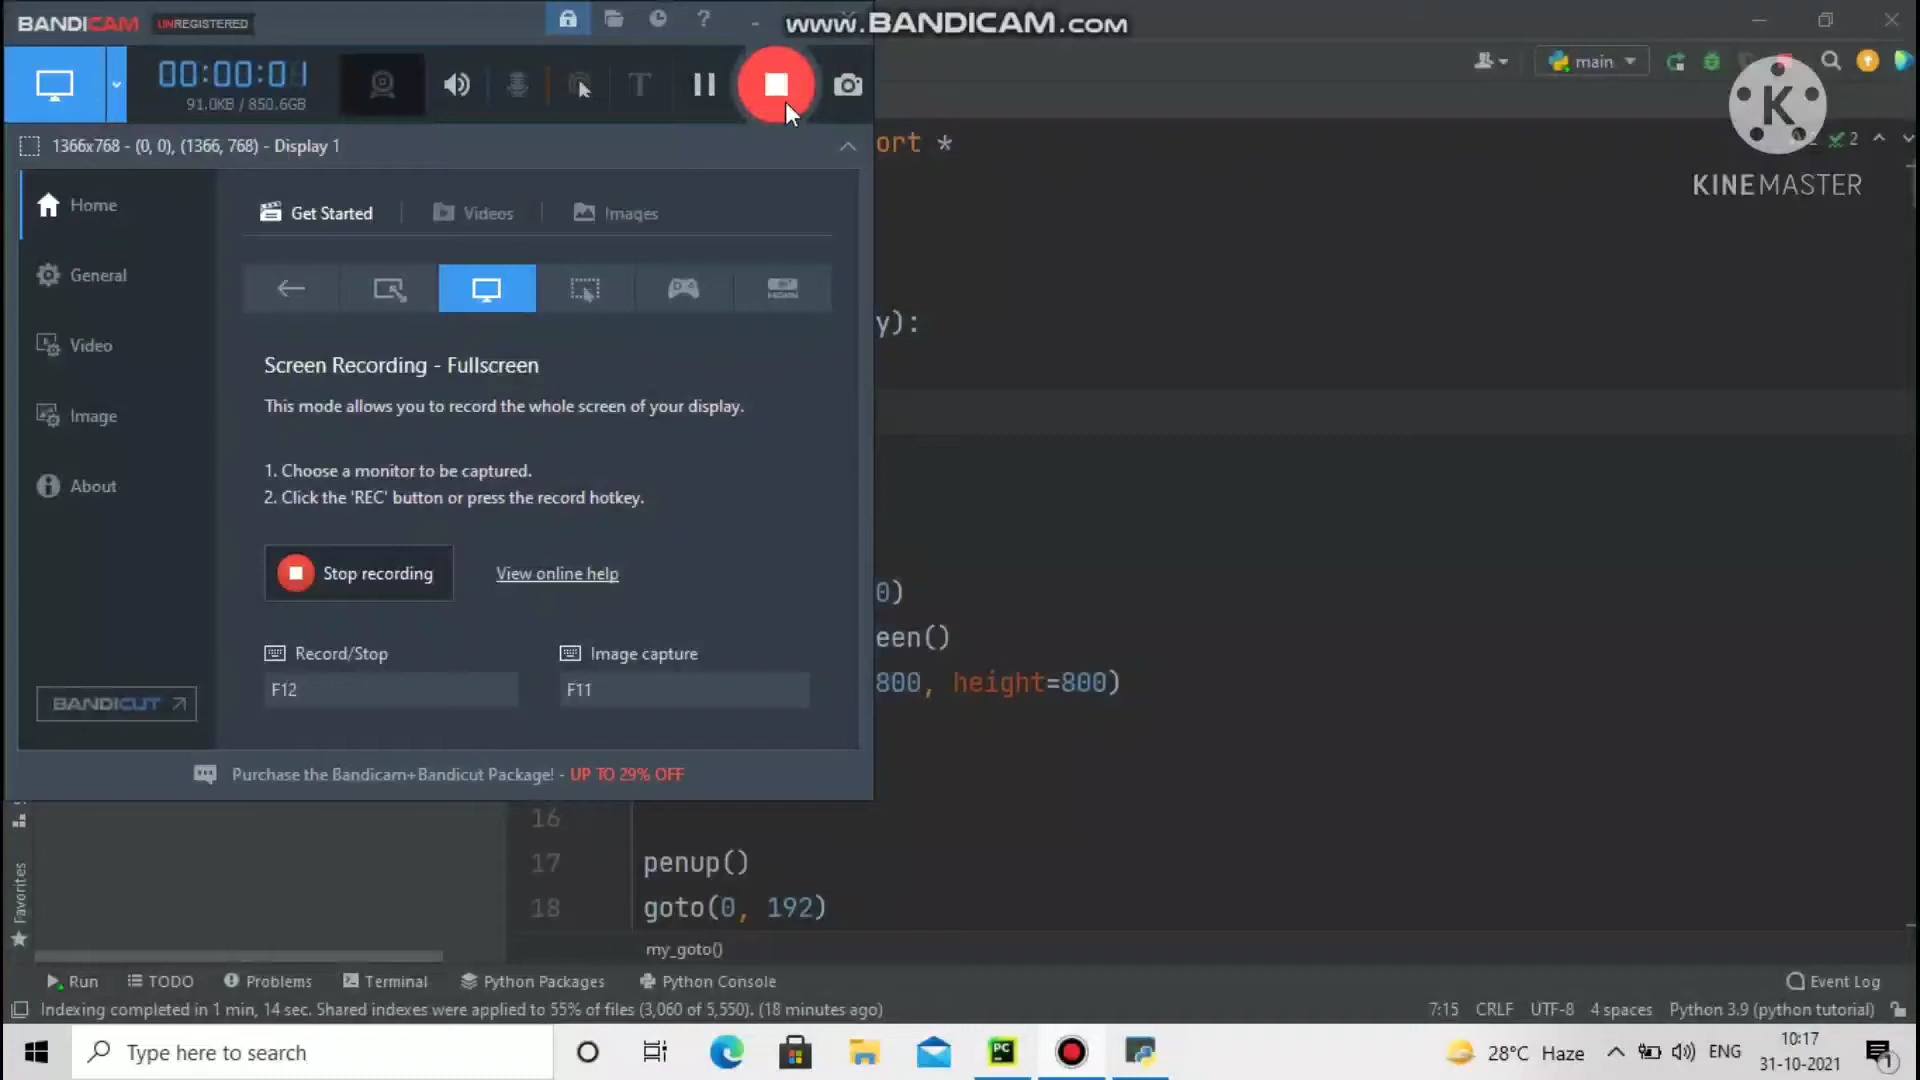 BANDICAM UNREGISTERED
www.BANDICAM.com
00:00:01
91.0KB / 850.6GB
main
1366x768 - (0, 0), (1366, 768) - Display 1
ort *
2
K
KINEMASTER
Home
General
Video
Image
About
BANDICUT
Get Started
Videos
Images
HDMI
Screen Recording - Fullscreen
This mode allows you to record the whole screen of your display.
1. Choose a monitor to be captured.
2. Click the 'REC' button or press the record hotkey.
Stop recording
View online help
Record/Stop
Image capture
F12
F11
Purchase the Bandicam+Bandicut Package! - UP TO 29% OFF
y):
0)
een()
800, height=800)
16
17 penup()
18 goto(0, 192)
my_goto()
Favorites
Run TODO Problems Terminal Python Packages Python Console
Event Log
Indexing completed in 1 min, 14 sec. Shared indexes were applied to 55% of files (3,060 of 5,550). (18 minutes ago)
7:15 CRLF UTF-8 4 spaces Python 3.9 (python tutorial)
Type here to search
PC
28°C Haze
ENG
10:17
31-10-2021
1